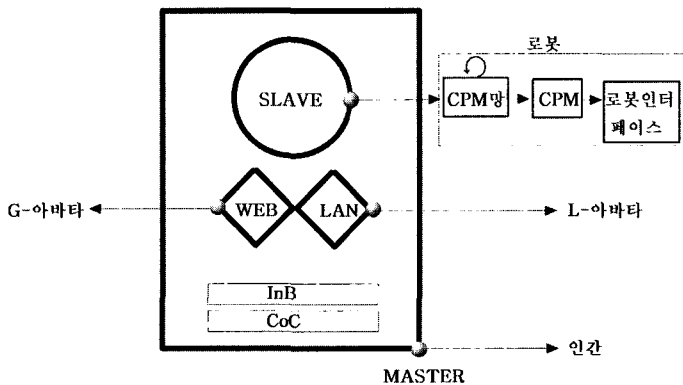 로봇
SLAVE
CPM망
CPM
로봇인터
페이스
G-아바타
WEB
LAN
L-아바타
InB
CoC
인간
MASTER